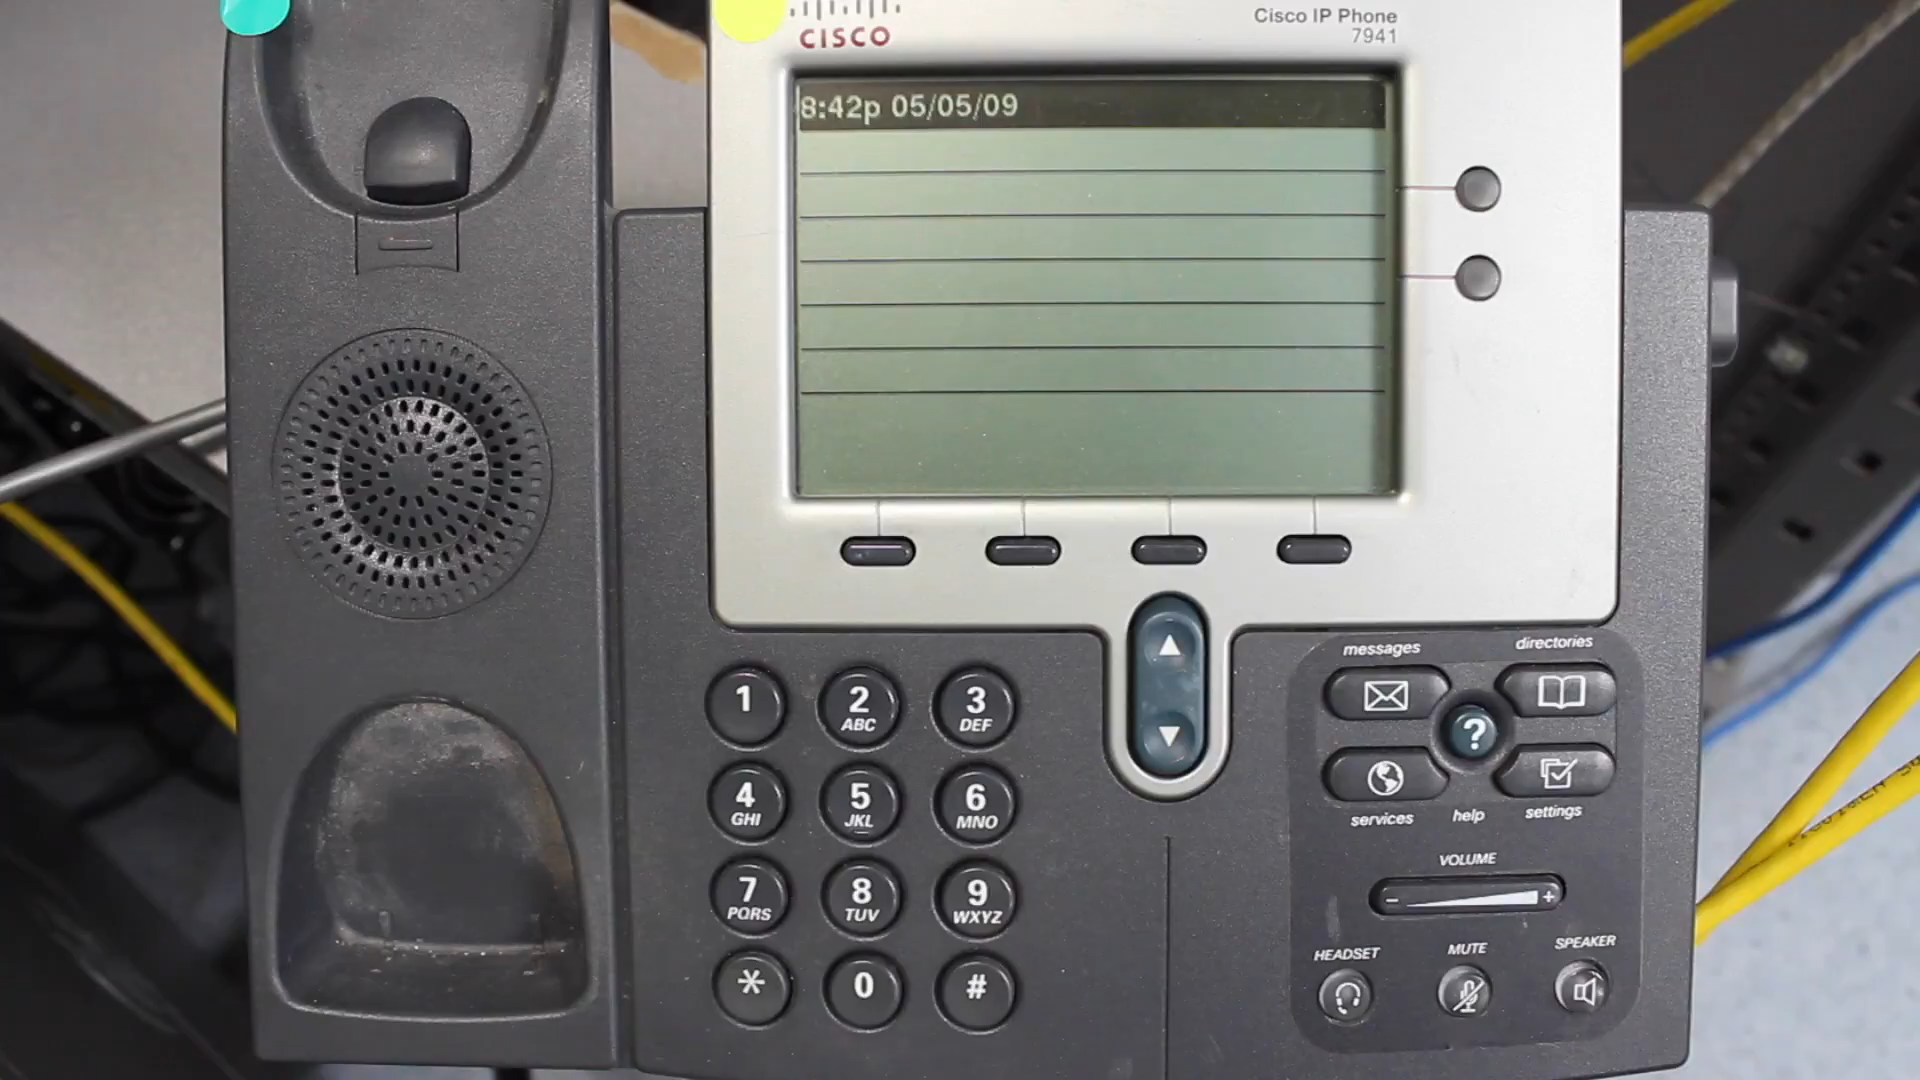 CISCO
Cisco IP Phone
7941
8:42p 05/05/09
messages
directories
?
services
help
settings
1
2
ABC
3
DEF
4
GHI
5
JKL
6
MNO
7
PQRS
8
TUV
9
WXYZ
*
0
#
VOLUME
- +
HEADSET
MUTE
SPEAKER